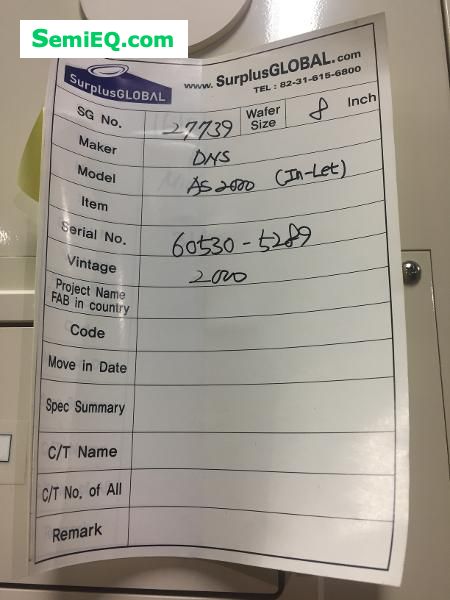 SemiEQ.com
SurplusGLOBAL
www. SurplusGLOBAL.com
TEL : 82-31-615-6800
SG No. 27739 Wafer Size 8 Inch
Maker DNS
Model AS2000 (In-Let)
Item
Serial No. 60530-5289
Vintage 2000
Project Name
FAB in country
Code
Move in Date
Spec Summary
C/T Name
C/T No. of All
Remark